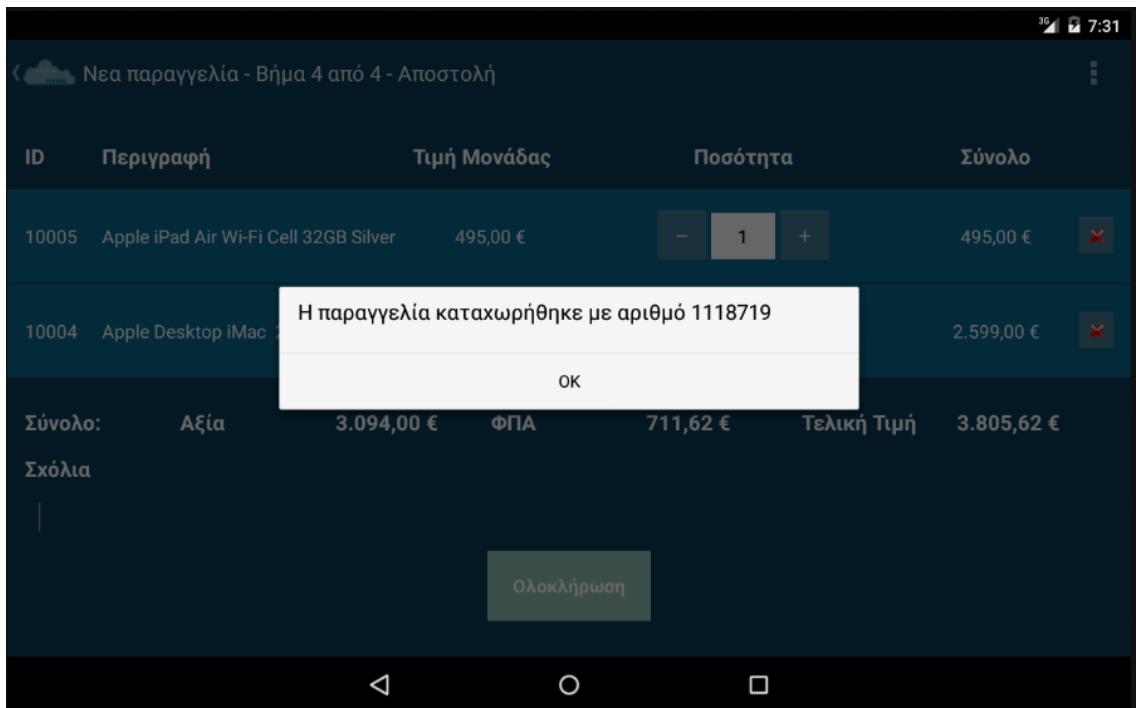 3G 7:31
Νεα παραγγελία - Βήμα 4 από 4 - Αποστολή
ID Περιγραφή Τιμή Μονάδας Ποσότητα Σύνολο
10005 Apple iPad Air Wi-Fi Cell 32GB Silver 495,00 € − 1 + 495,00 €
Η παραγγελία καταχωρήθηκε με αριθμό 1118719
10004 Apple Desktop iMac 2.599,00 €
OK
Σύνολο: Αξία 3.094,00 € ΦΠΑ 711,62 € Τελική Τιμή 3.805,62 €
Σχόλια
Ολοκλήρωση